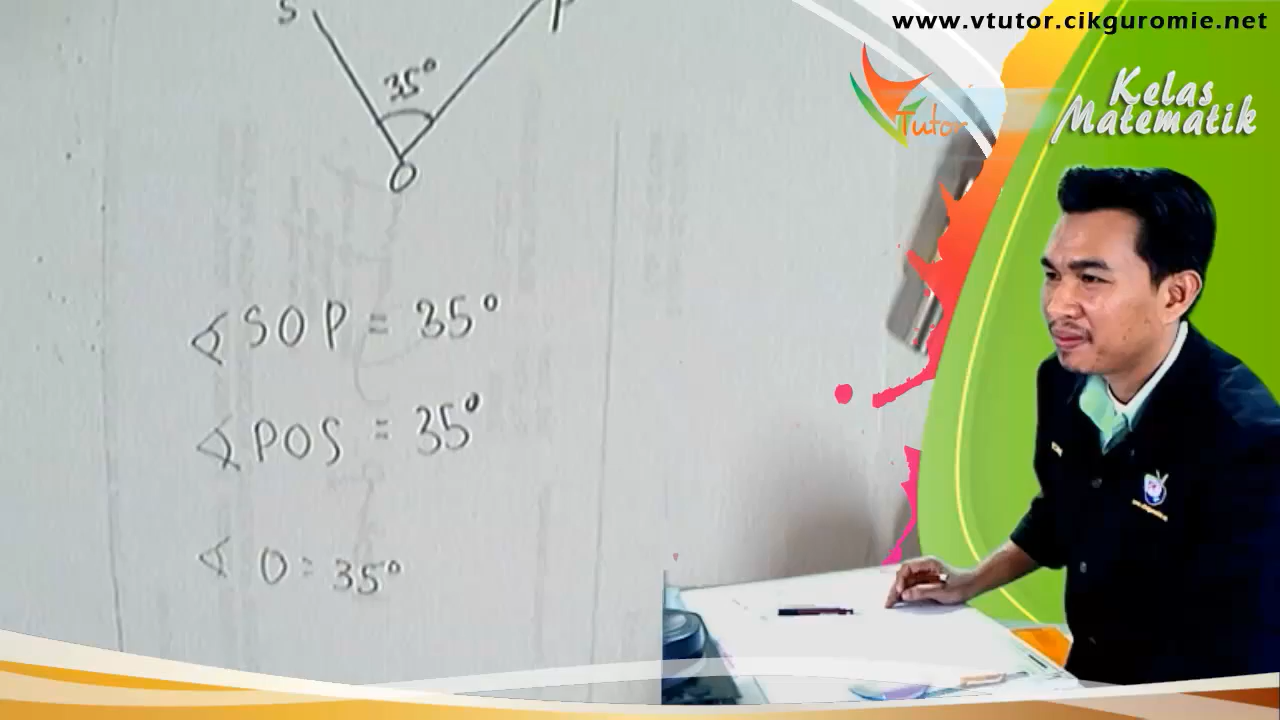 www.vtutor.cikguromie.net
Kelas
Matematik
Tutor
S
P
35°
O
∢SOP = 35°
∢POS = 35°
∢O = 35°